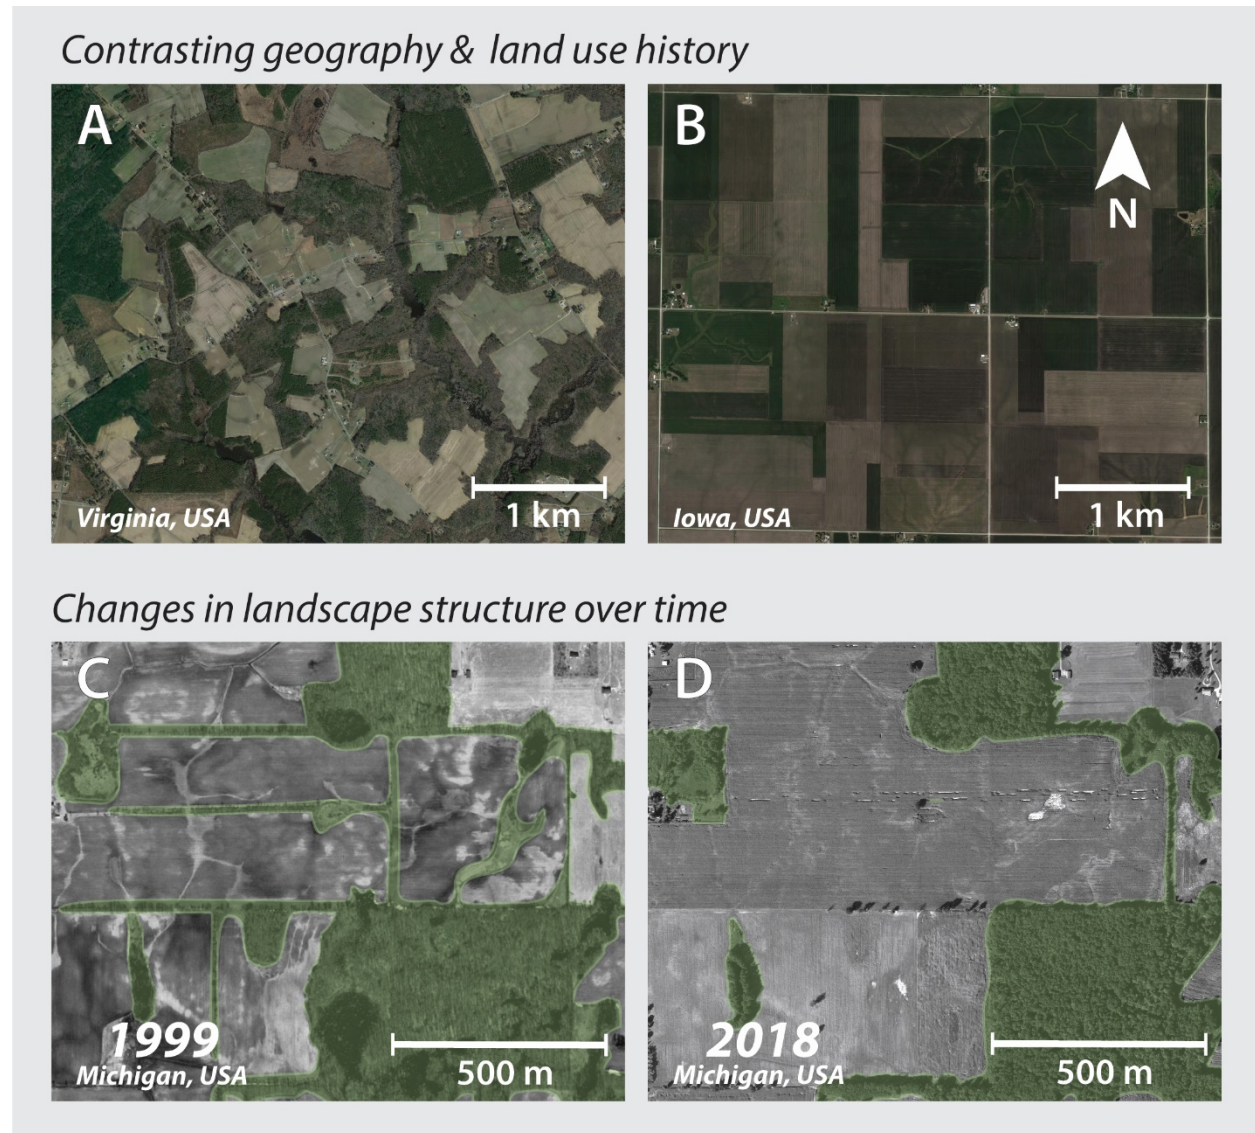 Contrasting geography & land use history
A
B
N
1 km
Virginia, USA
1 km
Iowa, USA
Changes in landscape structure over time
C
D
1999
Michigan, USA
500 m
2018
Michigan, USA
500 m